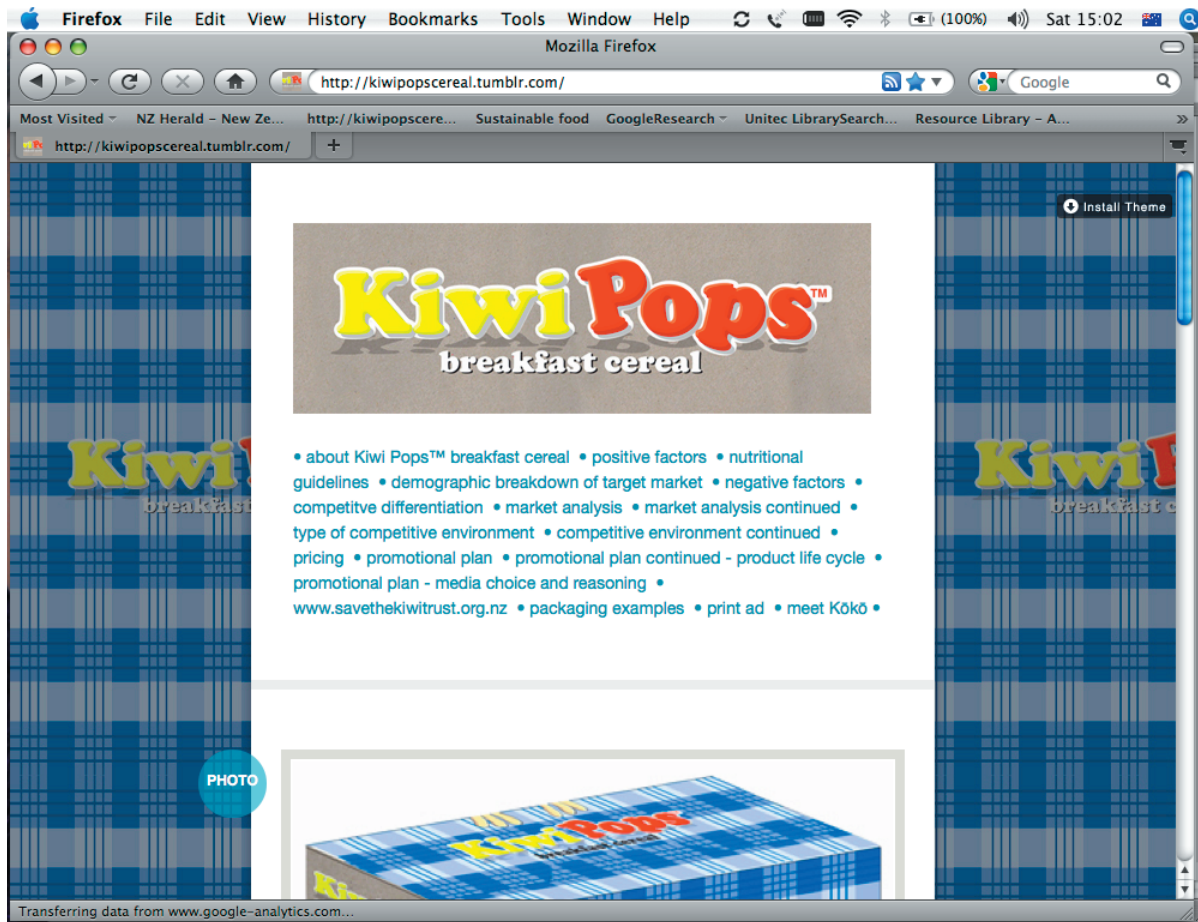 Firefox File Edit View History Bookmarks Tools Window Help (100%) Sat 15:02
Mozilla Firefox
http://kiwipopscereal.tumblr.com/ Google
Most Visited NZ Herald – New Ze... http://kiwipopscere... Sustainable food GoogleResearch Unitec LibrarySearch... Resource Library – A... »
http://kiwipopscereal.tumblr.com/ +
Install Theme
Kiwi Pops™
breakfast cereal
• about Kiwi Pops™ breakfast cereal • positive factors • nutritional
guidelines • demographic breakdown of target market • negative factors •
competitve differentiation • market analysis • market analysis continued •
type of competitive environment • competitive environment continued •
pricing • promotional plan • promotional plan continued - product life cycle •
promotional plan - media choice and reasoning •
www.savethekiwitrust.org.nz • packaging examples • print ad • meet Kōkō •
Kiwi
breakfast
Kiwi
breakfast c
PHOTO
Kiwi Pops
breakfast cereal
Ki
Transferring data from www.google-analytics.com...